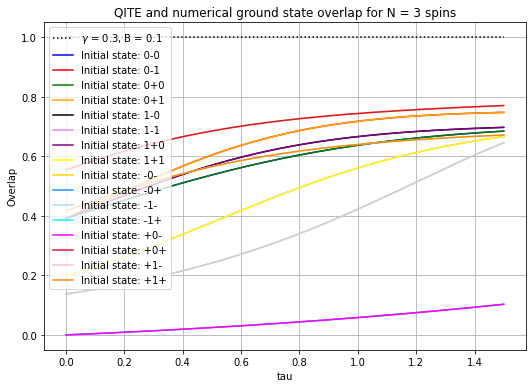 QITE and numerical ground state overlap for N = 3 spins
γ = 0.3, B = 0.1
Initial state: 0-0
Initial state: 0-1
Initial state: 0+0
Initial state: 0+1
Initial state: 1-0
Initial state: 1-1
Initial state: 1+0
Initial state: 1+1
Initial state: -0-
Initial state: -0+
Initial state: -1-
Initial state: -1+
Initial state: +0-
Initial state: +0+
Initial state: +1-
Initial state: +1+
Overlap
1.0
0.8
0.6
0.4
0.2
0.0
0.0 0.2 0.4 0.6 0.8 1.0 1.2 1.4
tau